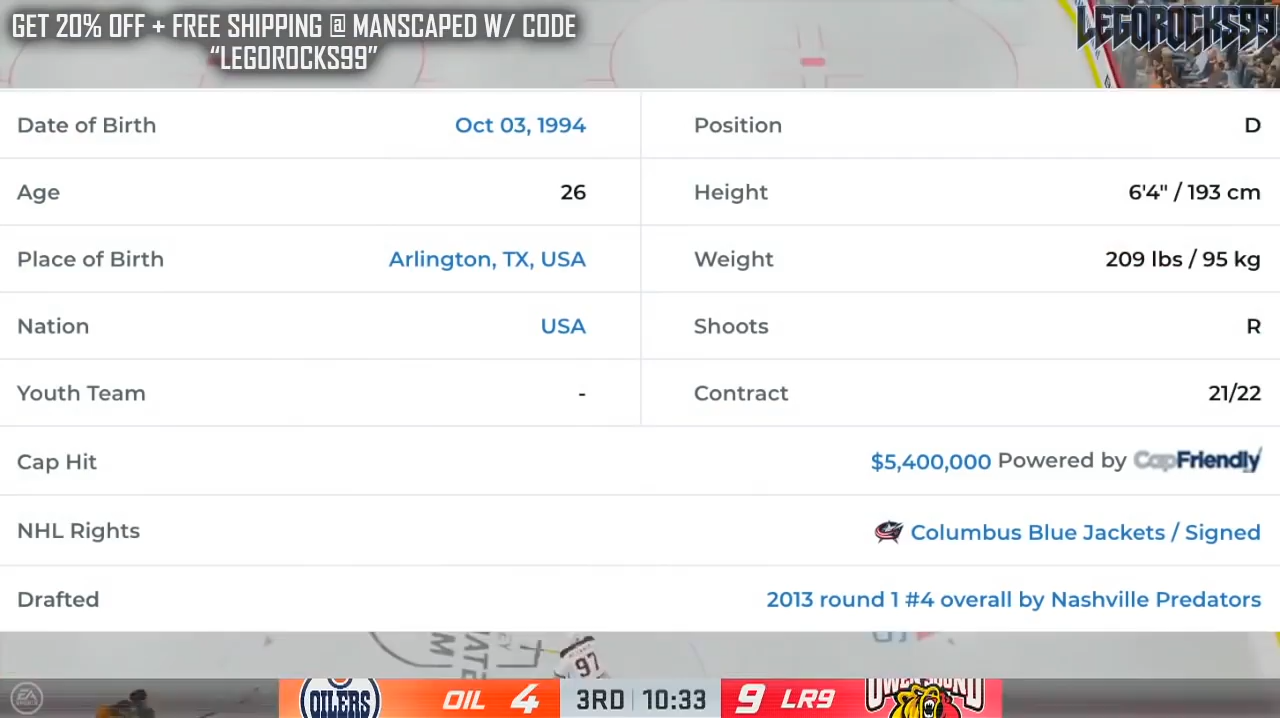 GET 20% OFF + FREE SHIPPING @ MANSCAPED W/ CODE
“LEGOROCKS99”
LEGOROCKS99
Date of Birth Oct 03, 1994
Position D
Age 26
Height 6'4" / 193 cm
Place of Birth Arlington, TX, USA
Weight 209 lbs / 95 kg
Nation USA
Shoots R
Youth Team -
Contract 21/22
Cap Hit $5,400,000 Powered by CapFriendly
NHL Rights Columbus Blue Jackets / Signed
Drafted 2013 round 1 #4 overall by Nashville Predators
97
OILERS OIL 4 3RD 10:33 9 LR9